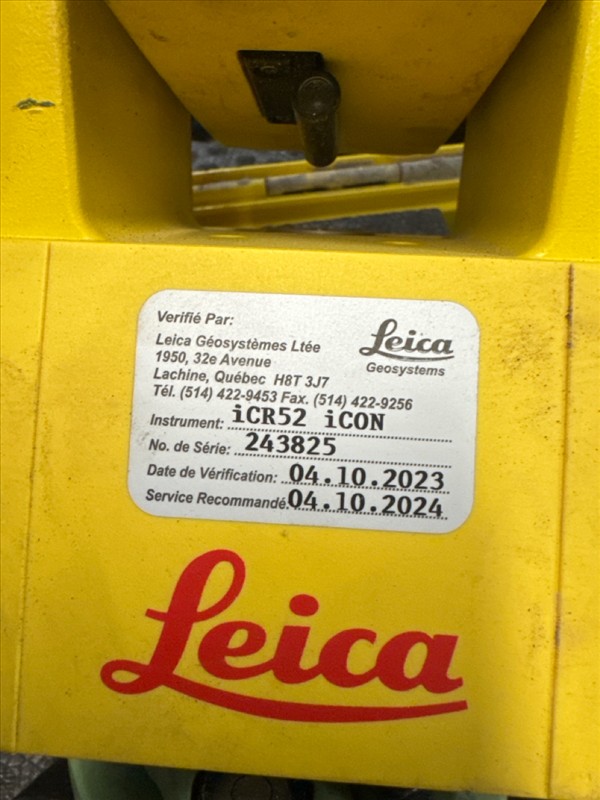 Verifié Par:
Leica
Geosystems
Leica Géosystèmes Ltée
1950, 32e Avenue
Lachine, Québec H8T 3J7
Tél. (514) 422-9453 Fax. (514) 422-9256
Instrument: iCR52 iCON
No. de Série: 243825
Date de Vérification: 04.10.2023
Service Recommandé: 04.10.2024
Leica